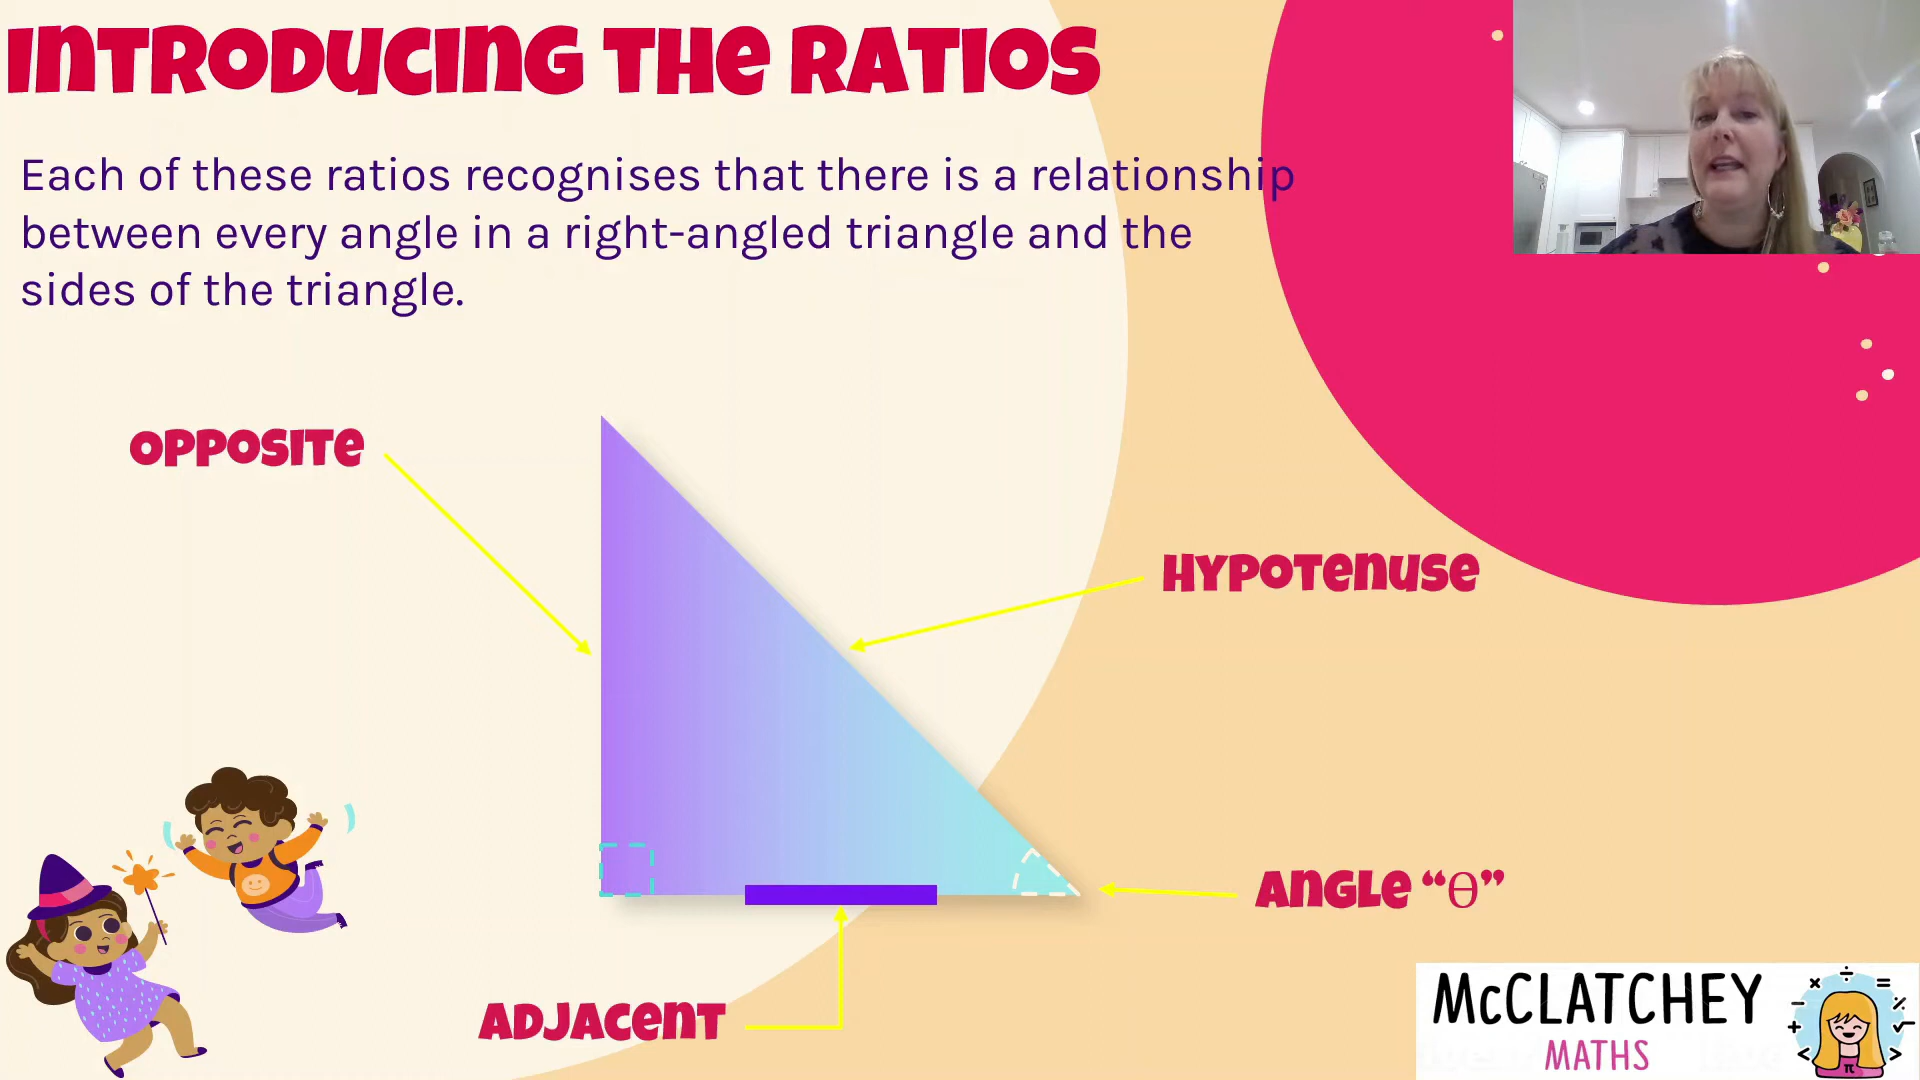 INTRODUCING THE RATIOS
Each of these ratios recognises that there is a relationship
between every angle in a right-angled triangle and the
sides of the triangle.
OPPOSITE
HYPOTENUSE
ANGLE “Θ”
ADJACENT
McCLATCHEY
MATHS
π